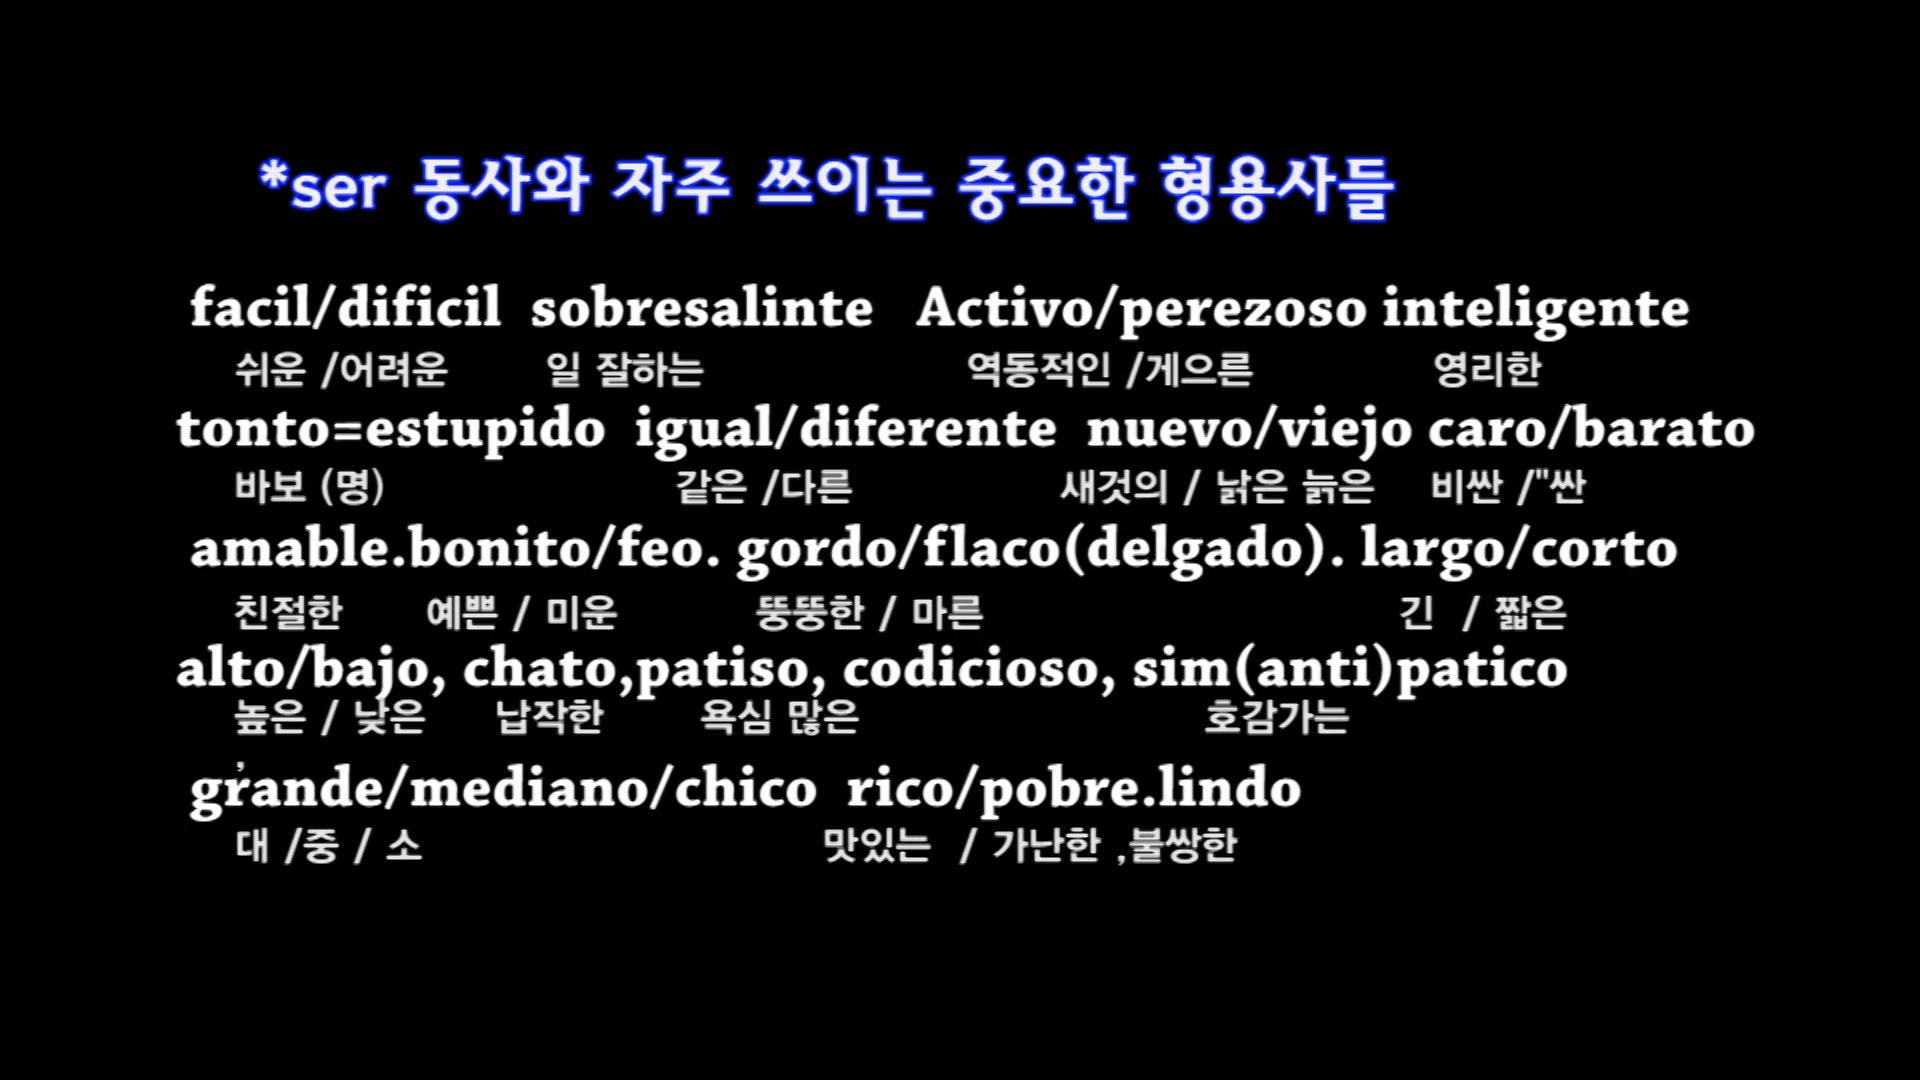 *ser 동사와 자주 쓰이는 중요한 형용사들
facil/dificil sobresalinte Activo/perezoso inteligente
쉬운 /어려운 일 잘하는 역동적인 /게으른 영리한
tonto=estupido igual/diferente nuevo/viejo caro/barato
바보 (명) 같은 /다른 새것의 / 낡은 늙은 비싼 /"싼
amable.bonito/feo. gordo/flaco(delgado). largo/corto
친절한 예쁜 / 미운 뚱뚱한 / 마른 긴 / 짧은
alto/bajo, chato,patiso, codicioso, sim(anti)patico
높은 / 낮은 납작한 욕심 많은 호감가는
,
grande/mediano/chico rico/pobre.lindo
대 /중 / 소 맛있는 / 가난한 ,불쌍한